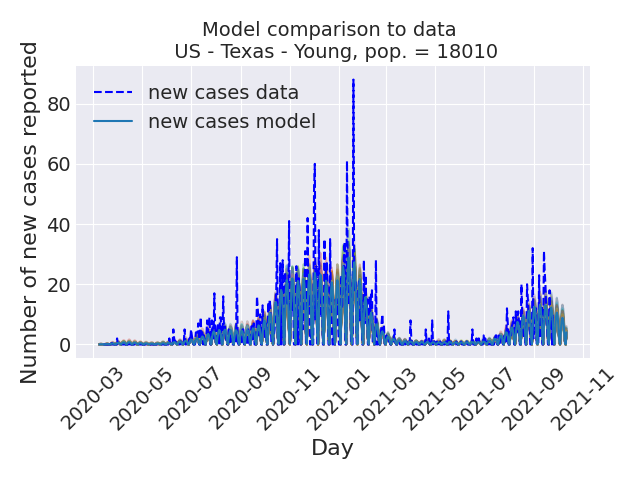 Model comparison to data
US - Texas - Young, pop. = 18010
Number of new cases reported
new cases data
new cases model
80
60
40
20
0
2020-03
2020-05
2020-07
2020-09
2020-11
2021-01
2021-03
2021-05
2021-07
2021-09
2021-11
Day